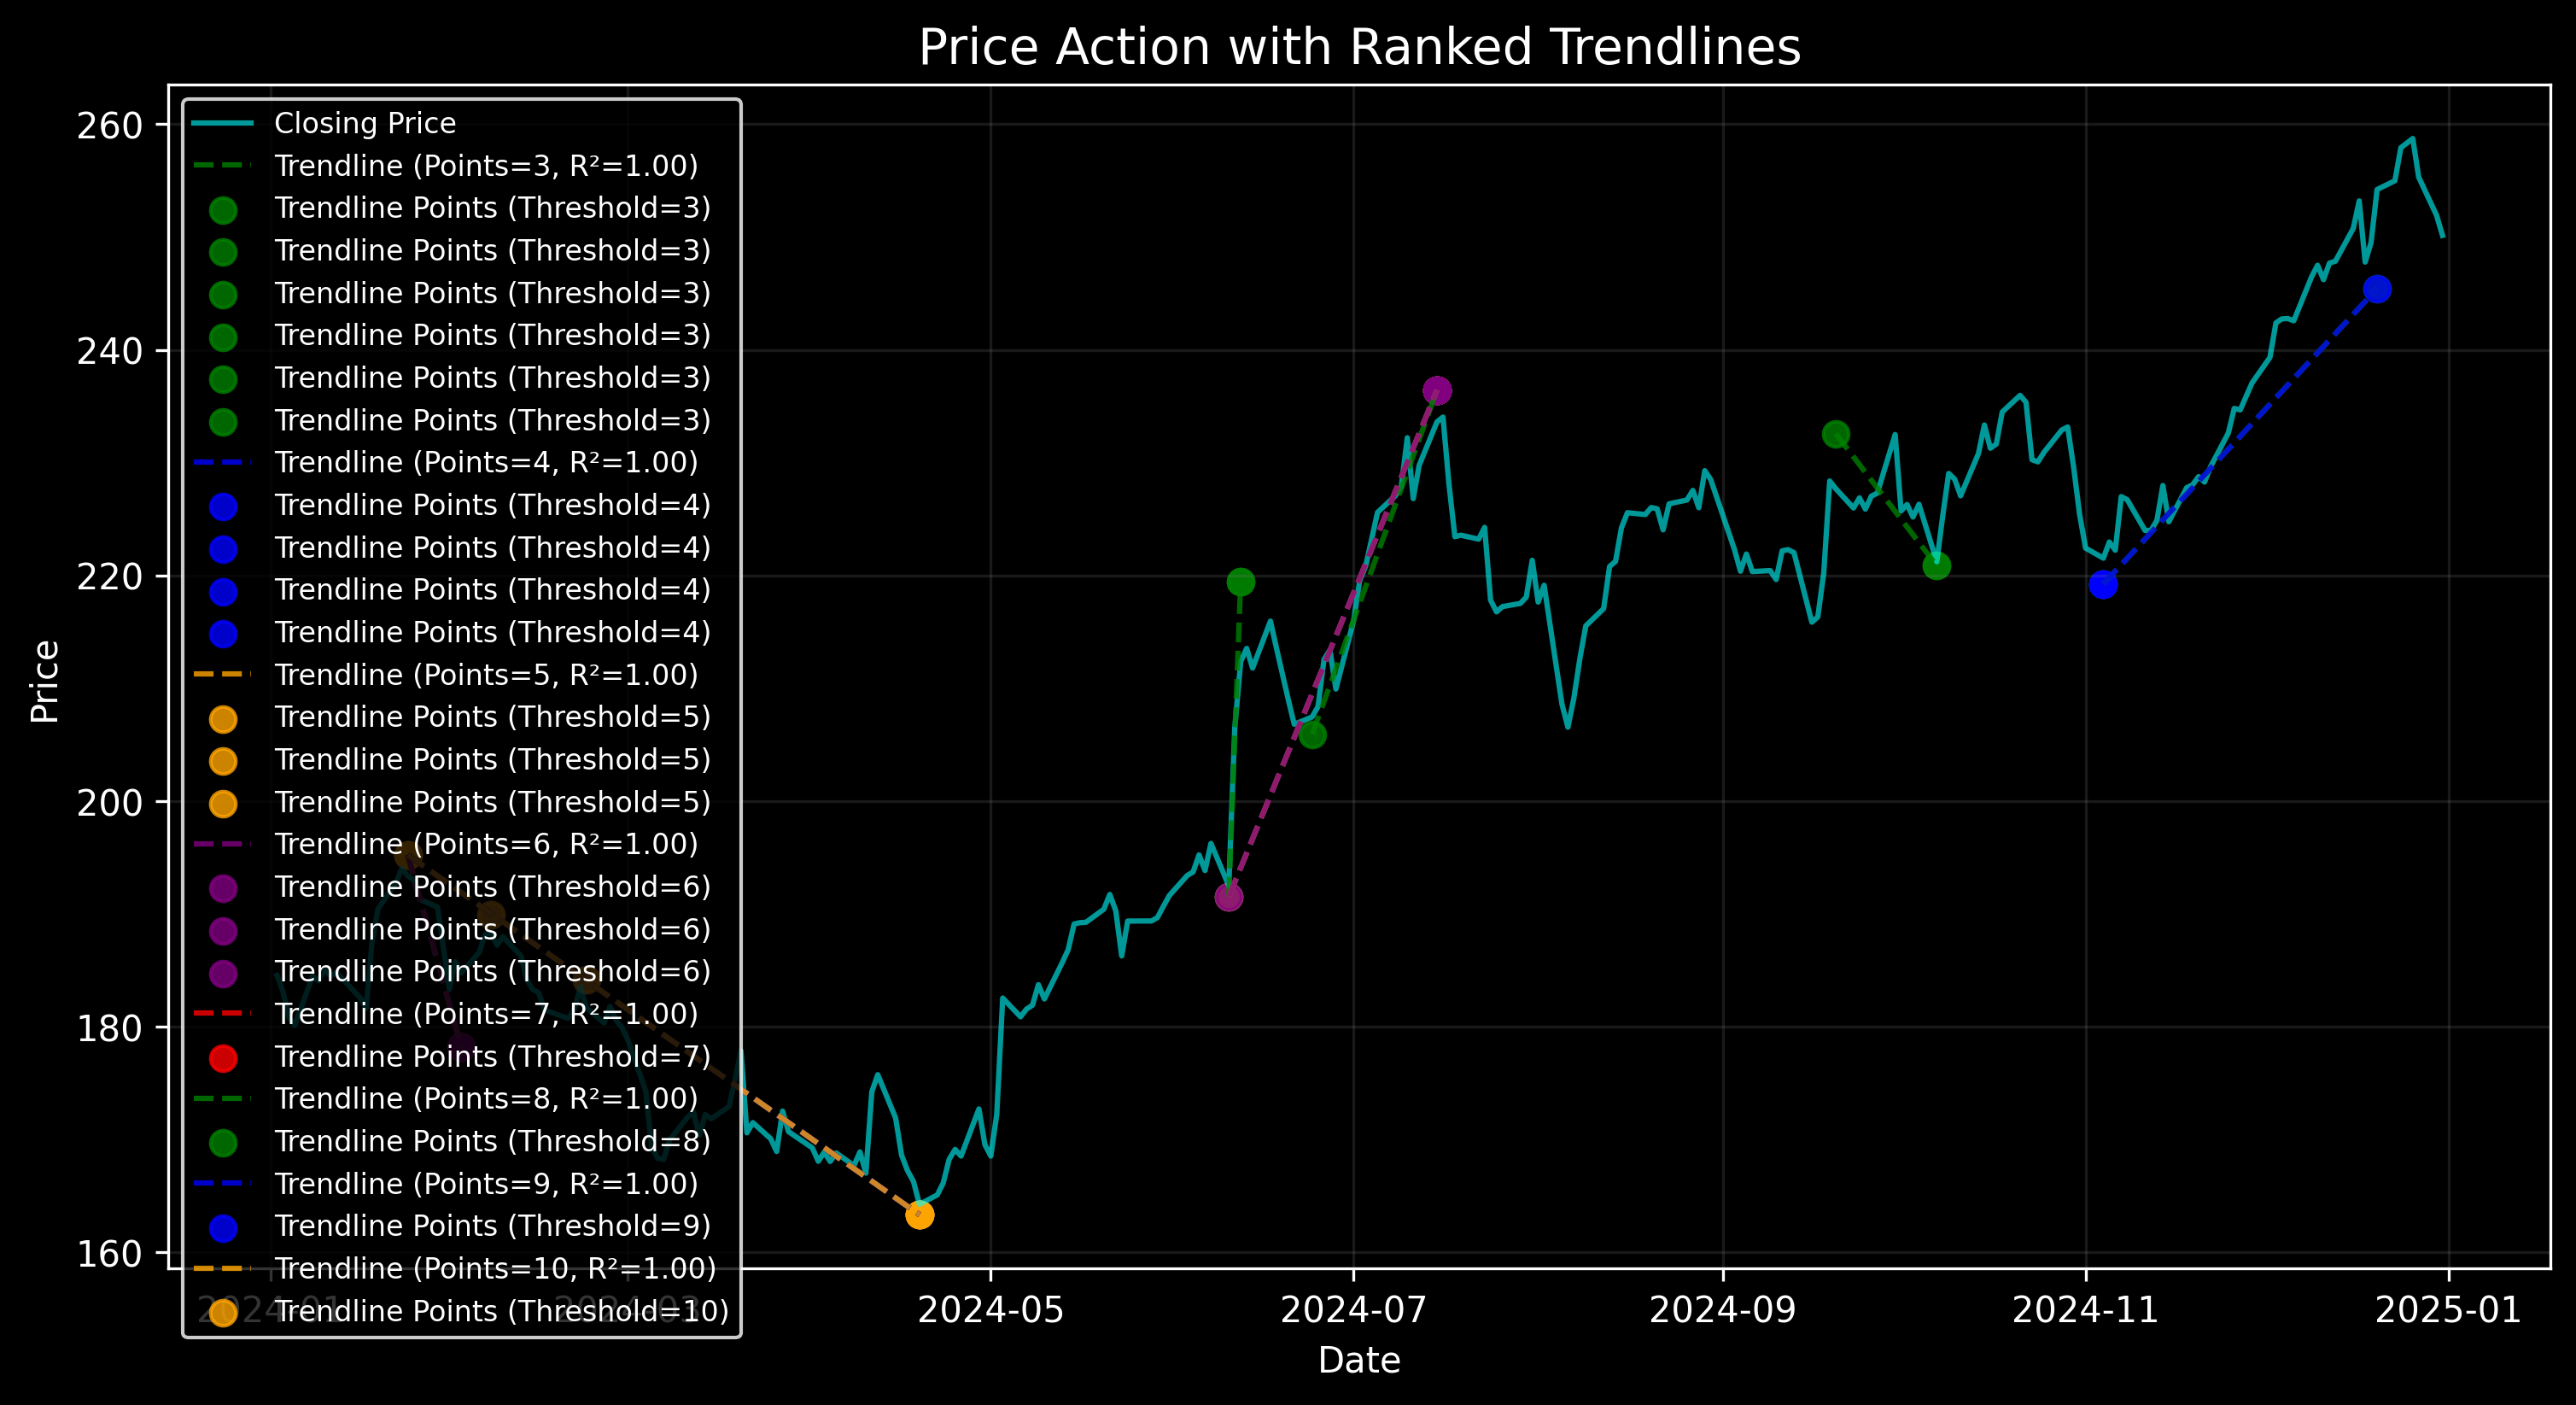 Price Action with Ranked Trendlines
Closing Price
Trendline (Points=3, R²=1.00)
Trendline Points (Threshold=3)
Trendline Points (Threshold=3)
Trendline Points (Threshold=3)
Trendline Points (Threshold=3)
Trendline Points (Threshold=3)
Trendline Points (Threshold=3)
Trendline (Points=4, R²=1.00)
Trendline Points (Threshold=4)
Trendline Points (Threshold=4)
Trendline Points (Threshold=4)
Trendline Points (Threshold=4)
Trendline (Points=5, R²=1.00)
Trendline Points (Threshold=5)
Trendline Points (Threshold=5)
Trendline Points (Threshold=5)
Trendline (Points=6, R²=1.00)
Trendline Points (Threshold=6)
Trendline Points (Threshold=6)
Trendline Points (Threshold=6)
Trendline (Points=7, R²=1.00)
Trendline Points (Threshold=7)
Trendline (Points=8, R²=1.00)
Trendline Points (Threshold=8)
Trendline (Points=9, R²=1.00)
Trendline Points (Threshold=9)
Trendline (Points=10, R²=1.00)
Trendline Points (Threshold=10)
Price
260
240
220
200
180
160
2024-01
2024-03
2024-05
2024-07
2024-09
2024-11
2025-01
Date